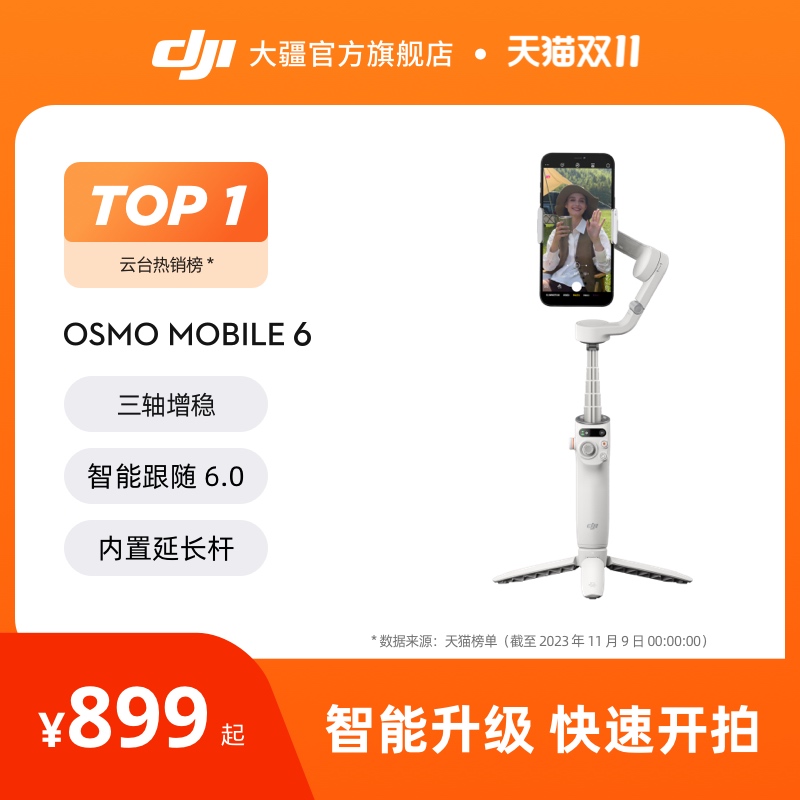 dji 大疆官方旗舰店 • 天猫双11
TOP 1
云台热销榜*
OSMO MOBILE 6
三轴增稳
智能跟随 6.0
内置延长杆
dji
*数据来源：天猫榜单（截至 2023 年 11 月 9 日 00:00:00）
¥899 起
智能升级 快速开拍